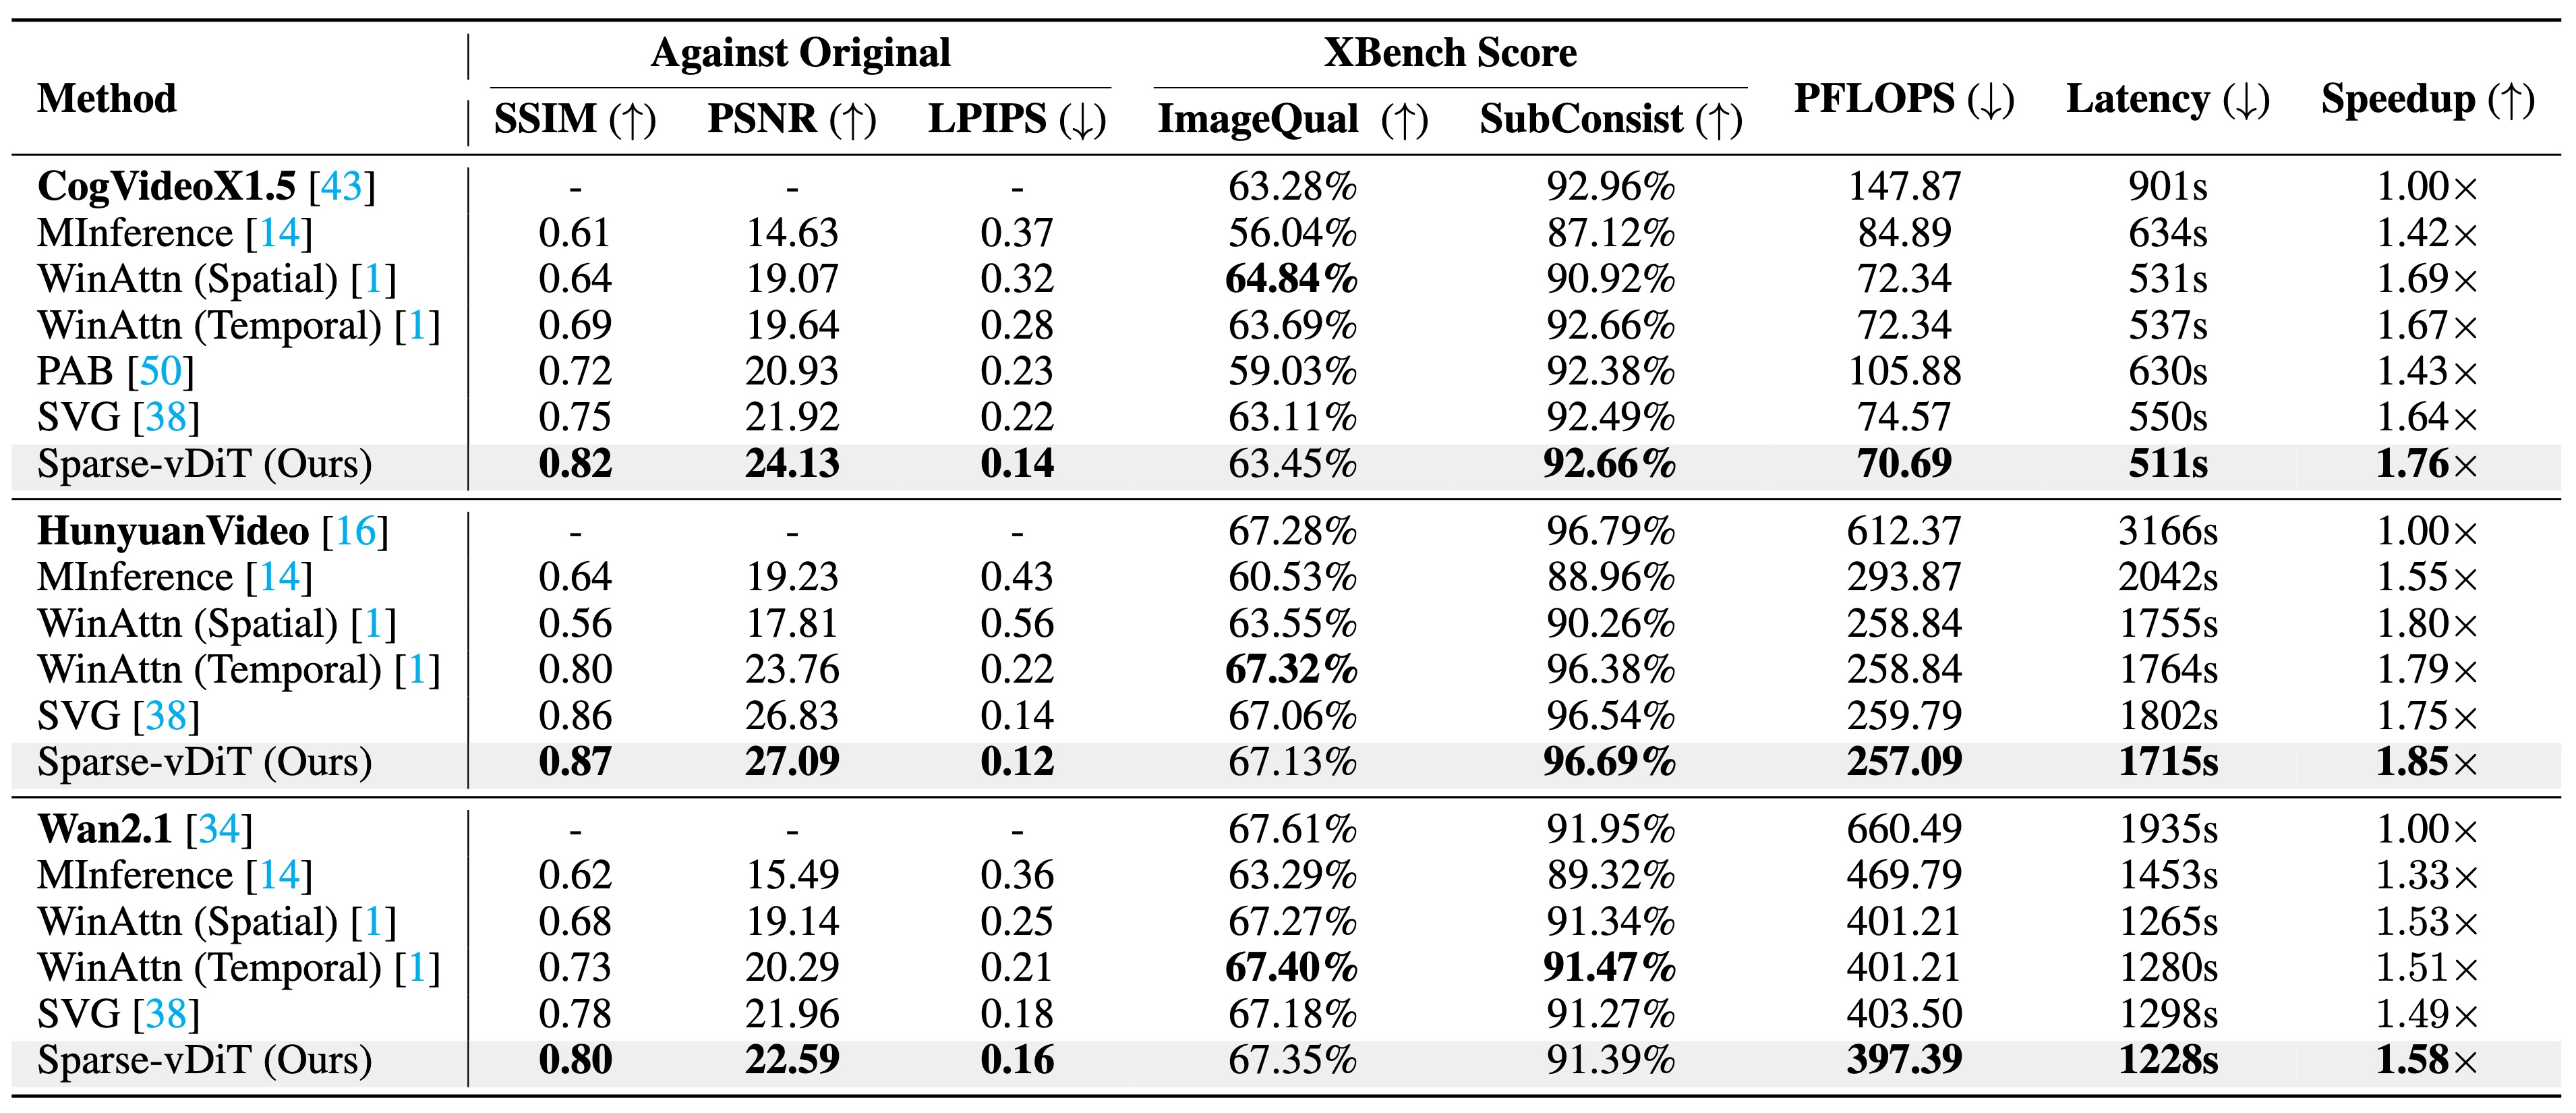 Against Original XBench Score
Method PFLOPS (↓) Latency (↓) Speedup (↑)
SSIM (↑) PSNR (↑) LPIPS (↓) ImageQual (↑) SubConsist (↑)
CogVideoX1.5 [43] - - - 63.28% 92.96% 147.87 901s 1.00×
MInference [14] 0.61 14.63 0.37 56.04% 87.12% 84.89 634s 1.42×
WinAttn (Spatial) [1] 0.64 19.07 0.32 64.84% 90.92% 72.34 531s 1.69×
WinAttn (Temporal) [1] 0.69 19.64 0.28 63.69% 92.66% 72.34 537s 1.67×
PAB [50] 0.72 20.93 0.23 59.03% 92.38% 105.88 630s 1.43×
SVG [38] 0.75 21.92 0.22 63.11% 92.49% 74.57 550s 1.64×
Sparse-vDiT (Ours) 0.82 24.13 0.14 63.45% 92.66% 70.69 511s 1.76×
HunyuanVideo [16] - - - 67.28% 96.79% 612.37 3166s 1.00×
MInference [14] 0.64 19.23 0.43 60.53% 88.96% 293.87 2042s 1.55×
WinAttn (Spatial) [1] 0.56 17.81 0.56 63.55% 90.26% 258.84 1755s 1.80×
WinAttn (Temporal) [1] 0.80 23.76 0.22 67.32% 96.38% 258.84 1764s 1.79×
SVG [38] 0.86 26.83 0.14 67.06% 96.54% 259.79 1802s 1.75×
Sparse-vDiT (Ours) 0.87 27.09 0.12 67.13% 96.69% 257.09 1715s 1.85×
Wan2.1 [34] - - - 67.61% 91.95% 660.49 1935s 1.00×
MInference [14] 0.62 15.49 0.36 63.29% 89.32% 469.79 1453s 1.33×
WinAttn (Spatial) [1] 0.68 19.14 0.25 67.27% 91.34% 401.21 1265s 1.53×
WinAttn (Temporal) [1] 0.73 20.29 0.21 67.40% 91.47% 401.21 1280s 1.51×
SVG [38] 0.78 21.96 0.18 67.18% 91.27% 403.50 1298s 1.49×
Sparse-vDiT (Ours) 0.80 22.59 0.16 67.35% 91.39% 397.39 1228s 1.58×